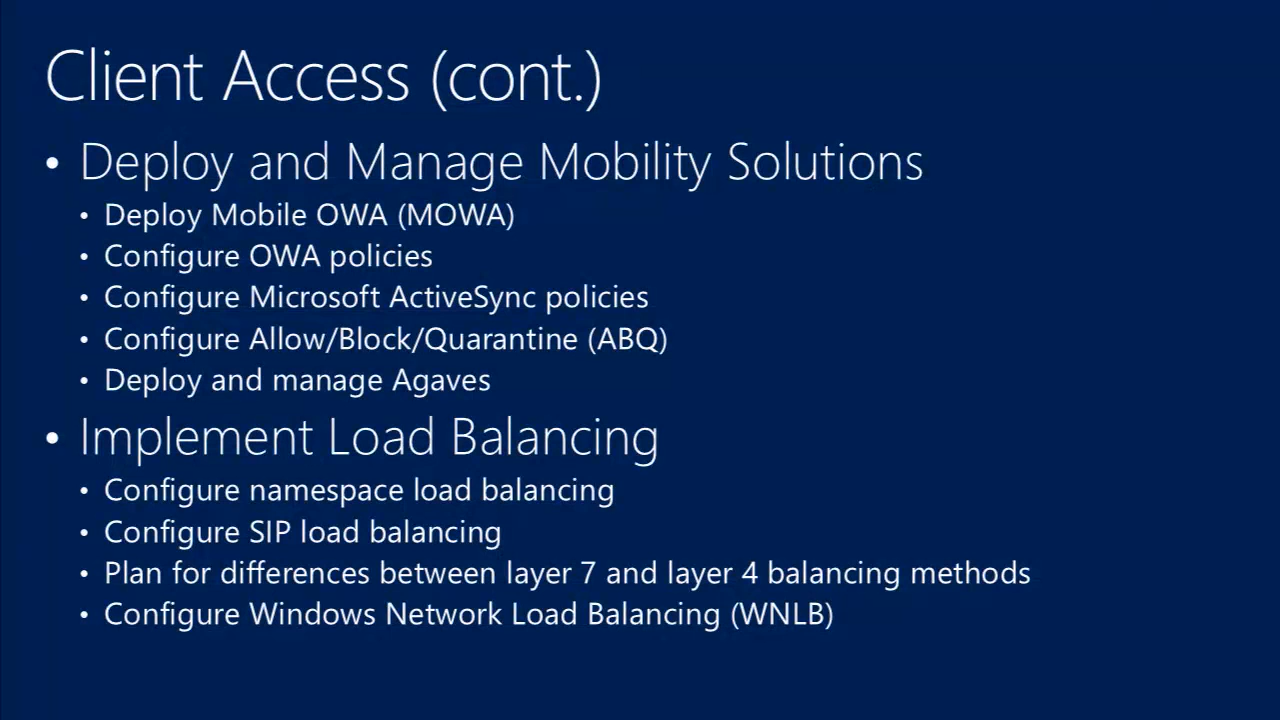 Client Access (cont.)
• Deploy and Manage Mobility Solutions
• Deploy Mobile OWA (MOWA)
• Configure OWA policies
• Configure Microsoft ActiveSync policies
• Configure Allow/Block/Quarantine (ABQ)
• Deploy and manage Agaves
• Implement Load Balancing
• Configure namespace load balancing
• Configure SIP load balancing
• Plan for differences between layer 7 and layer 4 balancing methods
• Configure Windows Network Load Balancing (WNLB)